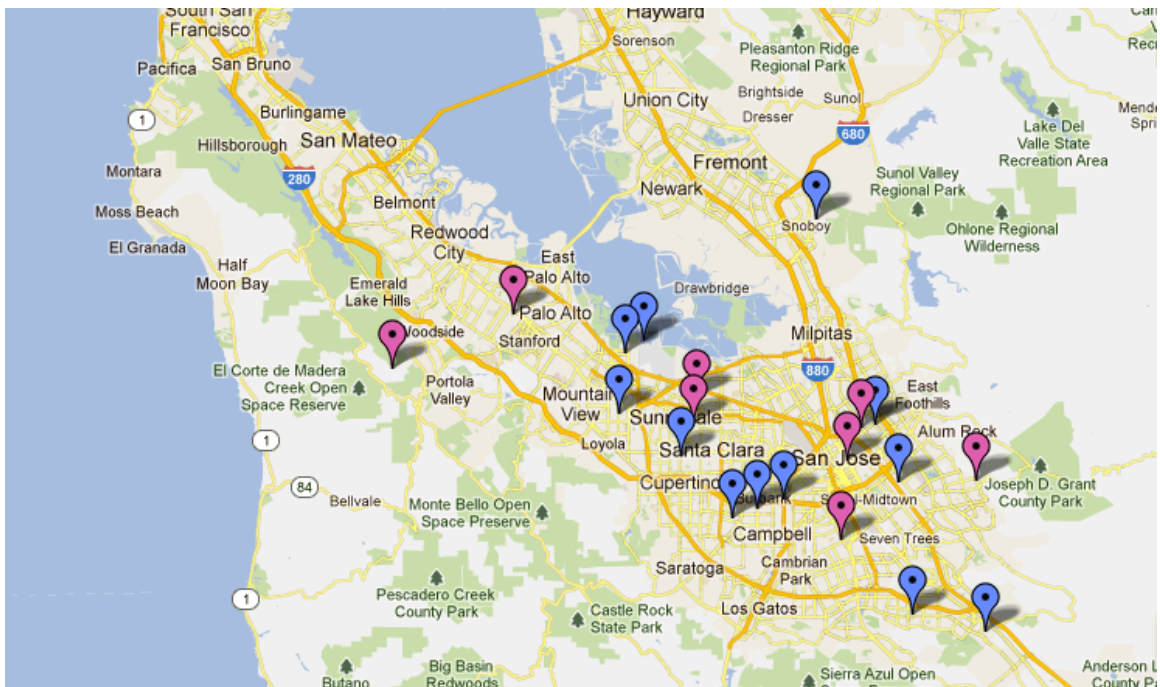 South San
Francisco
Hayward
Sorenson
Pleasanton Ridge
Regional Park
Pacifica
San Bruno
Brightside
Sunol
Union City
Dresser
Burlingame
1
Hillsborough
San Mateo
680
Lake Del
Valle State
Recreation Area
Fremont
Montara
280
Newark
Sunol Valley
Regional Park
Belmont
Moss Beach
Snoboy
Ohlone Regional
Wilderness
El Granada
Redwood
City
Half
Moon Bay
East
Palo Alto
Emerald
Lake Hills
Drawbridge
Palo Alto
Woodside
Stanford
Milpitas
El Corte de Madera
Creek Open
Space Reserve
880
Portola
Valley
Mountain
View
East
Foothills
Sunnyvale
Alum Rock
1
Loyola
Santa Clara
San Jose
84
Cupertino
Joseph D. Grant
County Park
Bellvale
Monte Bello Open
Space Preserve
Burbank
Campbell
Seven Trees
Saratoga
Cambrian
Park
1
Pescadero Creek
County Park
Castle Rock
State Park
Los Gatos
Big Basin
Redwoods
Butano
Sierra Azul Open
Anderson L
County Pa